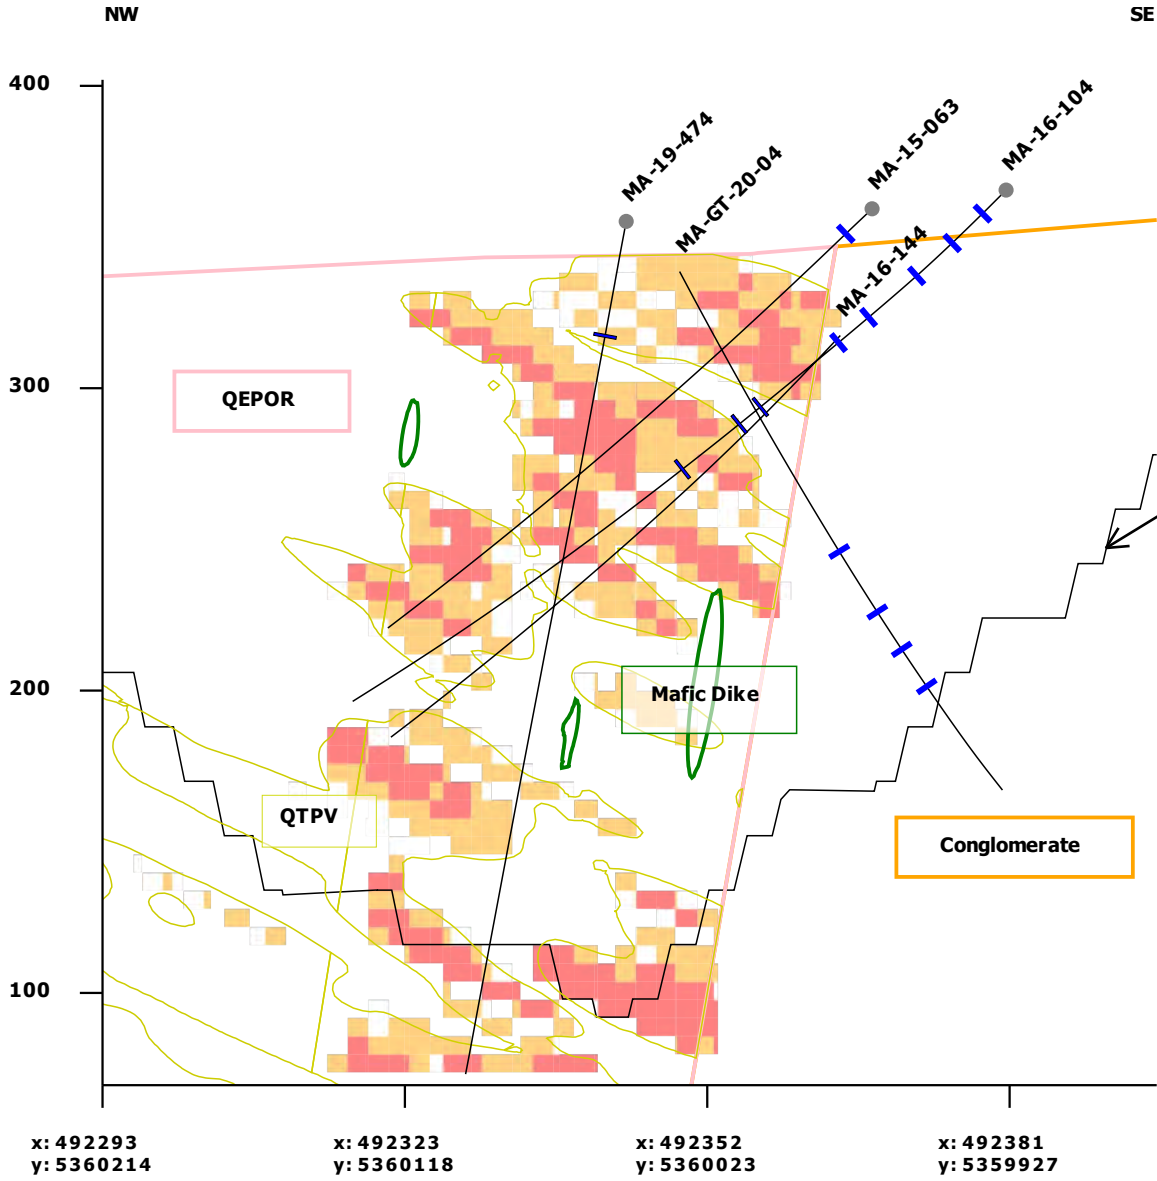 NW
SE
400
MA-19-474
MA-GT-20-04
MA-15-063
MA-16-104
MA-16-144
300
QEPOR
200
Mafic Dike
QTPV
Conglomerate
100
x: 492293
y: 5360214
x: 492323
y: 5360118
x: 492352
y: 5360023
x: 492381
y: 5359927